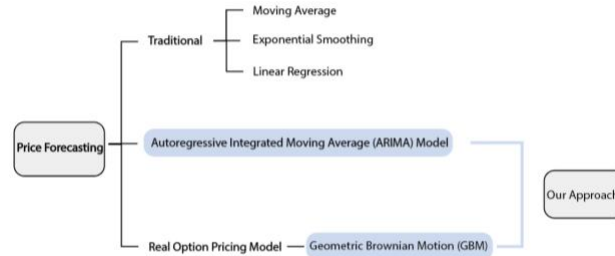 Moving Average
Traditional
Exponential Smoothing
Linear Regression
Price Forecasting
Autoregressive Integrated Moving Average (ARIMA) Model
Our Approach
Real Option Pricing Model
Geometric Brownian Motion (GBM)